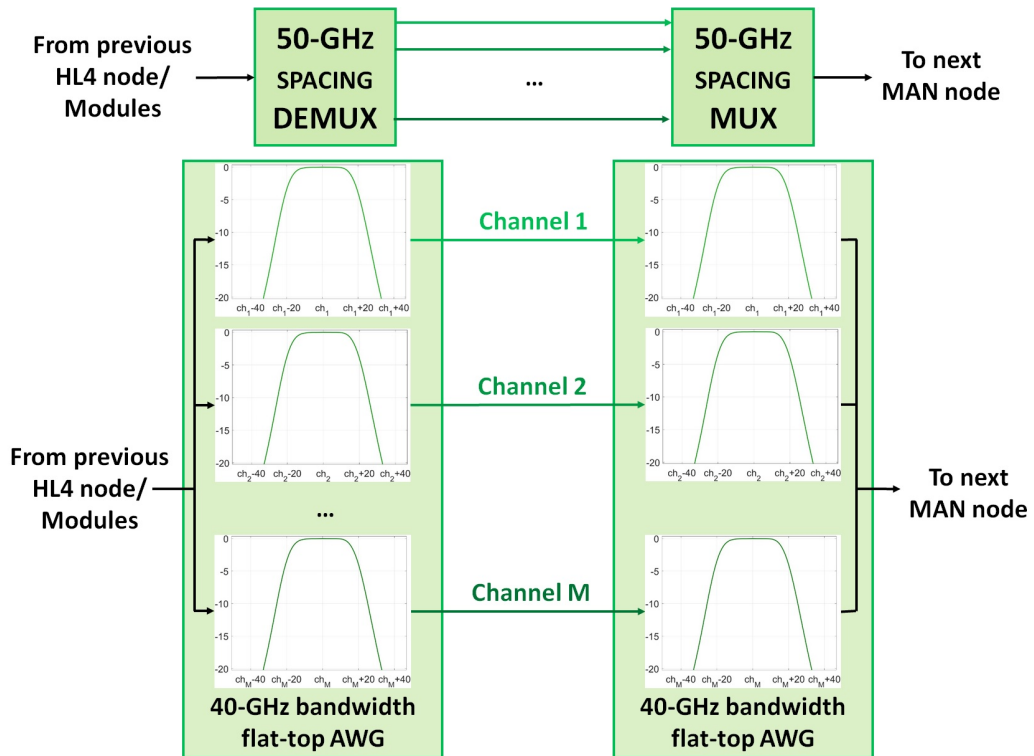 From previous
HL4 node/
Modules
50-GHz
SPACING
DEMUX
...
50-GHz
SPACING
MUX
To next
MAN node
0
-5
-10
-15
-20
ch1-40 ch1-20 ch1 ch1+20 ch1+40
Channel 1
0
-5
-10
-15
-20
ch1-40 ch1-20 ch1 ch1+20 ch1+40
0
-5
-10
-15
-20
ch2-40 ch2-20 ch2 ch2+20 ch2+40
Channel 2
0
-5
-10
-15
-20
ch2-40 ch2-20 ch2 ch2+20 ch2+40
From previous
HL4 node/
Modules
...
To next
MAN node
0
-5
-10
-15
-20
chM-40 chM-20 chM chM+20 chM+40
Channel M
0
-5
-10
-15
-20
chM-40 chM-20 chM chM+20 chM+40
40-GHz bandwidth
flat-top AWG
40-GHz bandwidth
flat-top AWG